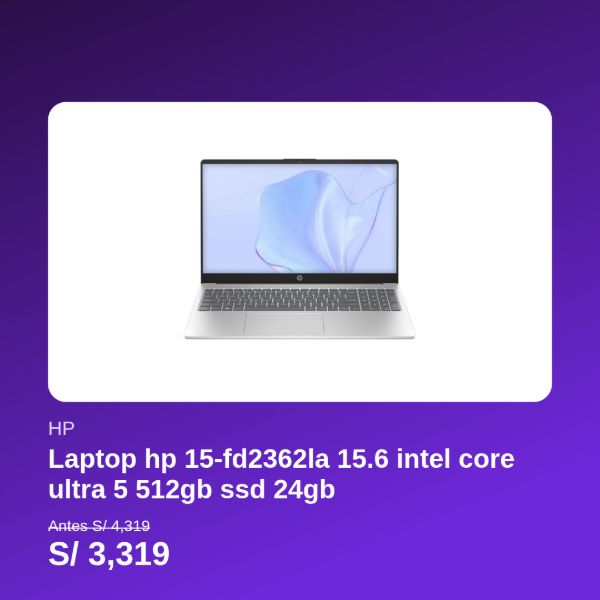 HP
Laptop hp 15-fd2362la 15.6 intel core
ultra 5 512gb ssd 24gb
Antes S/ 4,319
S/ 3,319